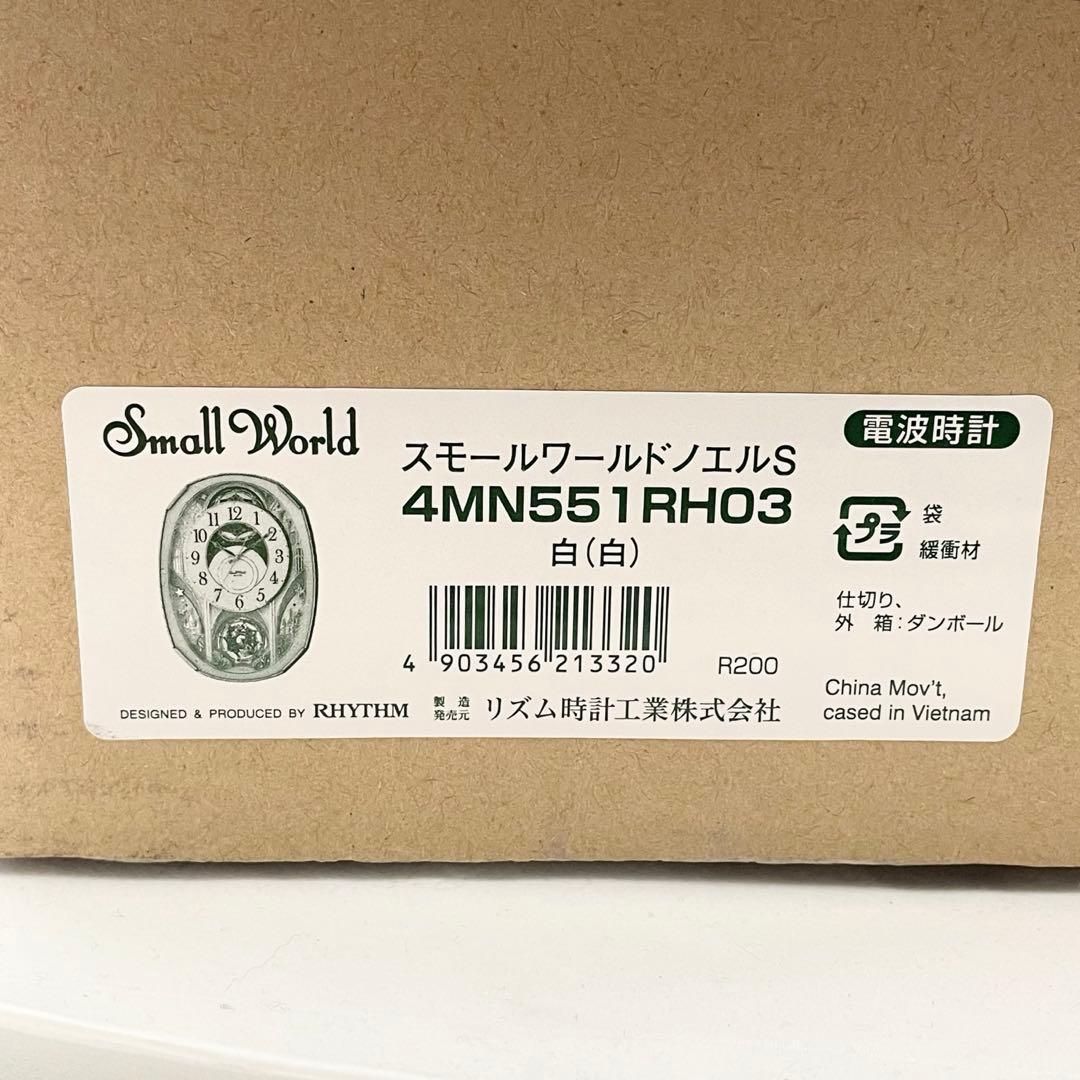 Small World
スモールワールドノエルS
4MN551RH03
白(白)
4 903456 213320
R200
DESIGNED & PRODUCED BY RHYTHM
製造
発売元
リズム時計工業株式会社
電波時計
プラ
袋
緩衝材
仕切り、
外 箱:ダンボール
China Mov't,
cased in Vietnam
11 12 1
10 2
9 3
8 4
7 6 5